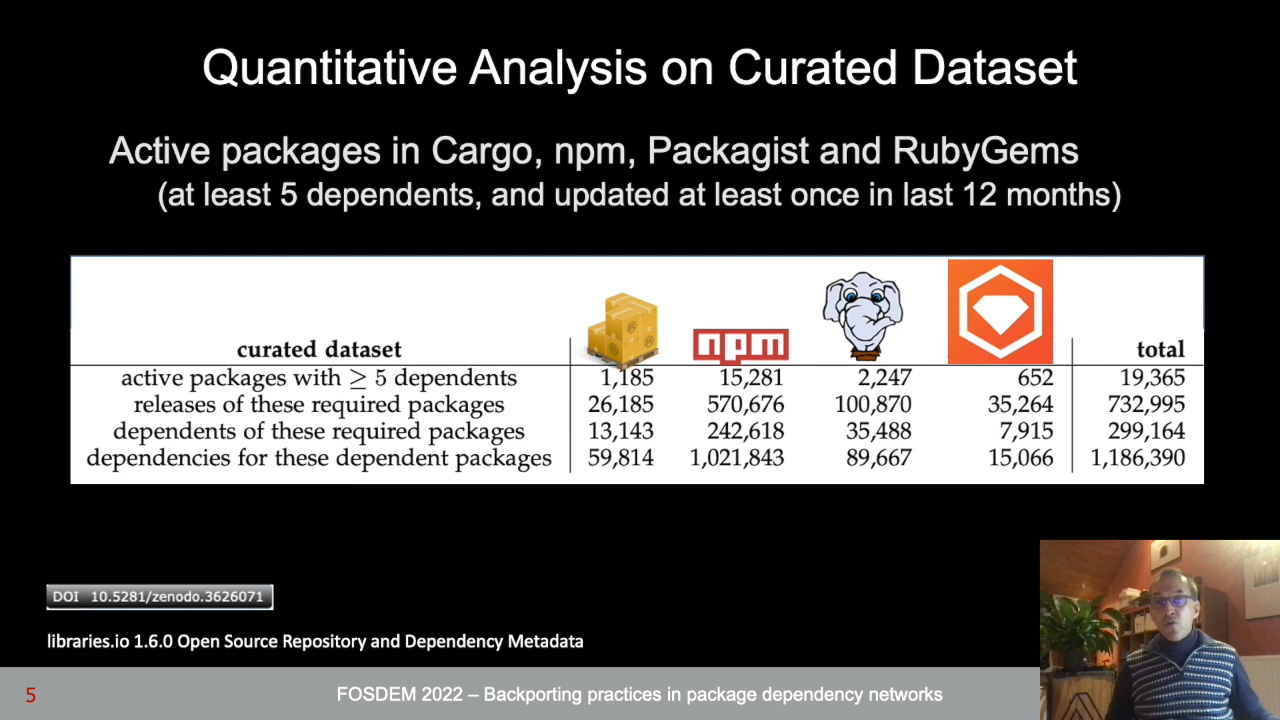 Quantitative Analysis on Curated Dataset
Active packages in Cargo, npm, Packagist and RubyGems
(at least 5 dependents, and updated at least once in last 12 months)
npm
curated dataset total
active packages with ≥ 5 dependents 1,185 15,281 2,247 652 19,365
releases of these required packages 26,185 570,676 100,870 35,264 732,995
dependents of these required packages 13,143 242,618 35,488 7,915 299,164
dependencies for these dependent packages 59,814 1,021,843 89,667 15,066 1,186,390
DOI 10.5281/zenodo.3626071
libraries.io 1.6.0 Open Source Repository and Dependency Metadata
5 FOSDEM 2022 – Backporting practices in package dependency networks